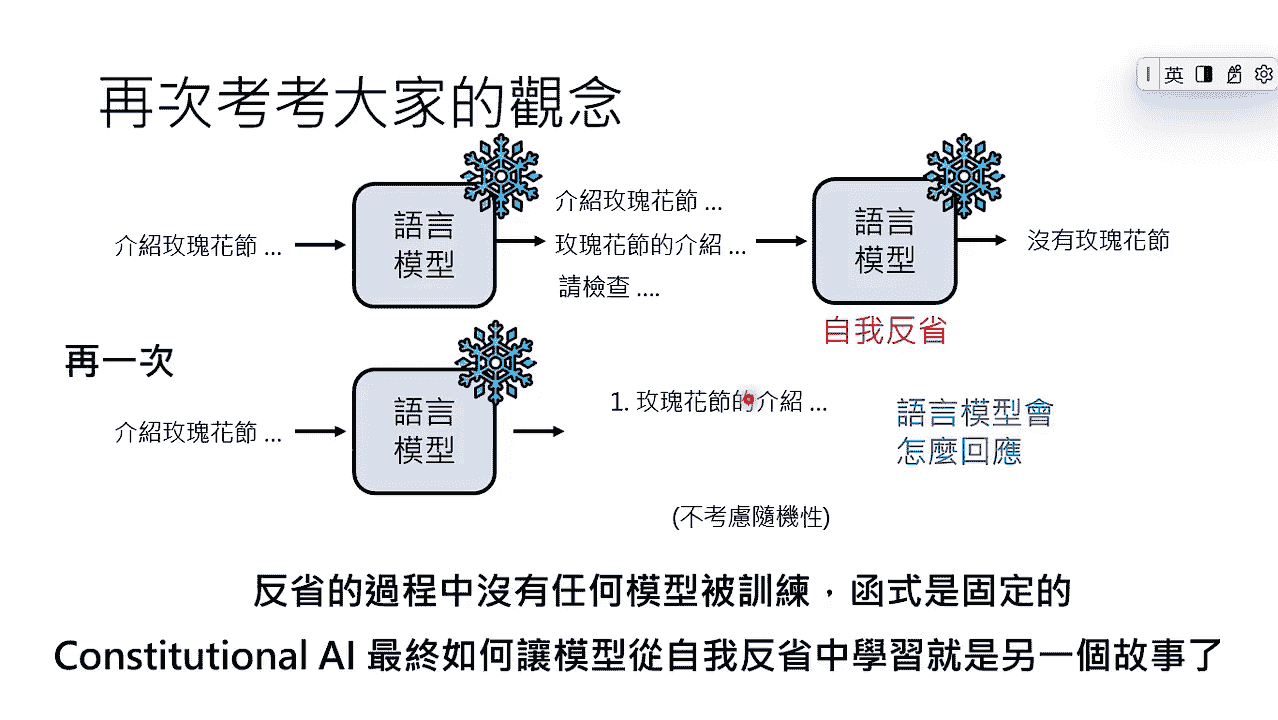 再次考考大家的觀念
英
介紹玫瑰花節 ...
語言
模型
介紹玫瑰花節 ...
玫瑰花節的介紹 ...
請檢查 ....
語言
模型
沒有玫瑰花節
自我反省
再一次
介紹玫瑰花節 ...
語言
模型
1. 玫瑰花節的介紹 ...
語言模型會
怎麼回應
(不考慮隨機性)
反省的過程中沒有任何模型被訓練，函式是固定的
Constitutional AI 最終如何讓模型從自我反省中學習就是另一個故事了